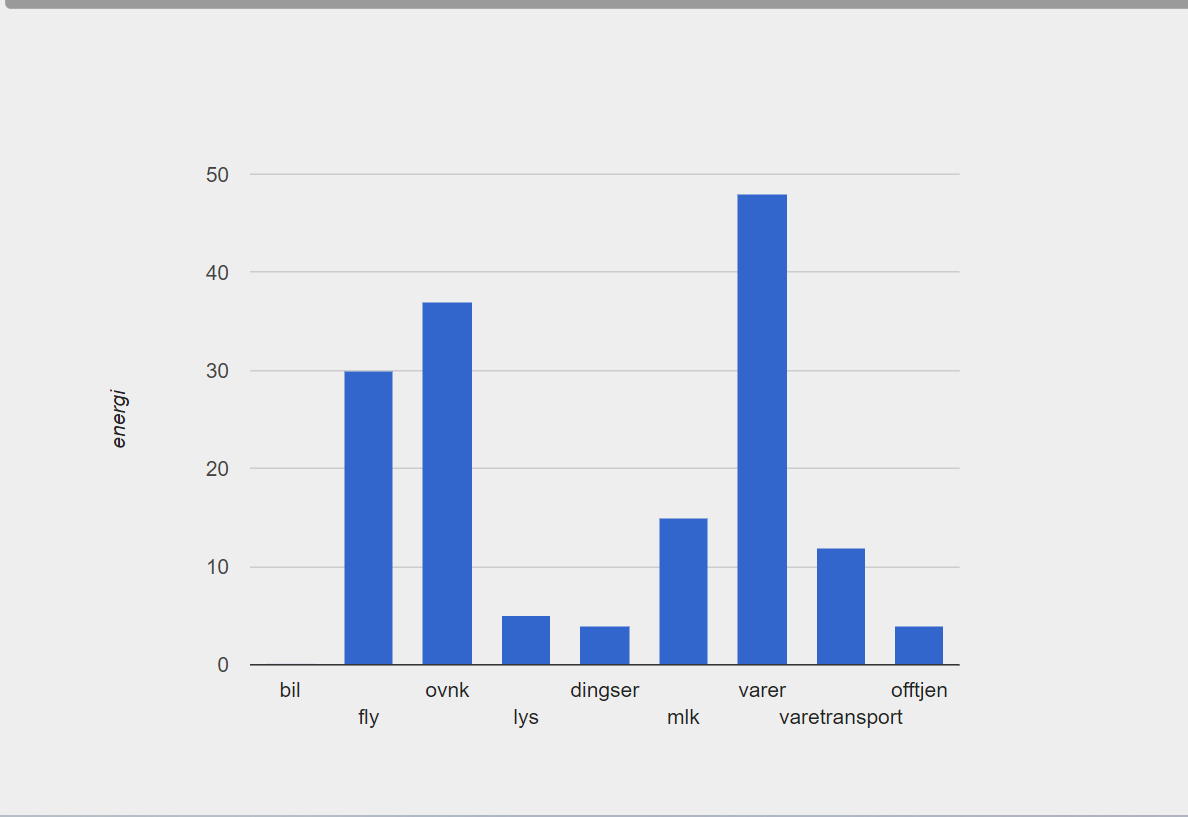 50
40
30
20
10
0
energi
bil
ovnk
dingser
varer
offtjen
fly
lys
mlk
varetransport